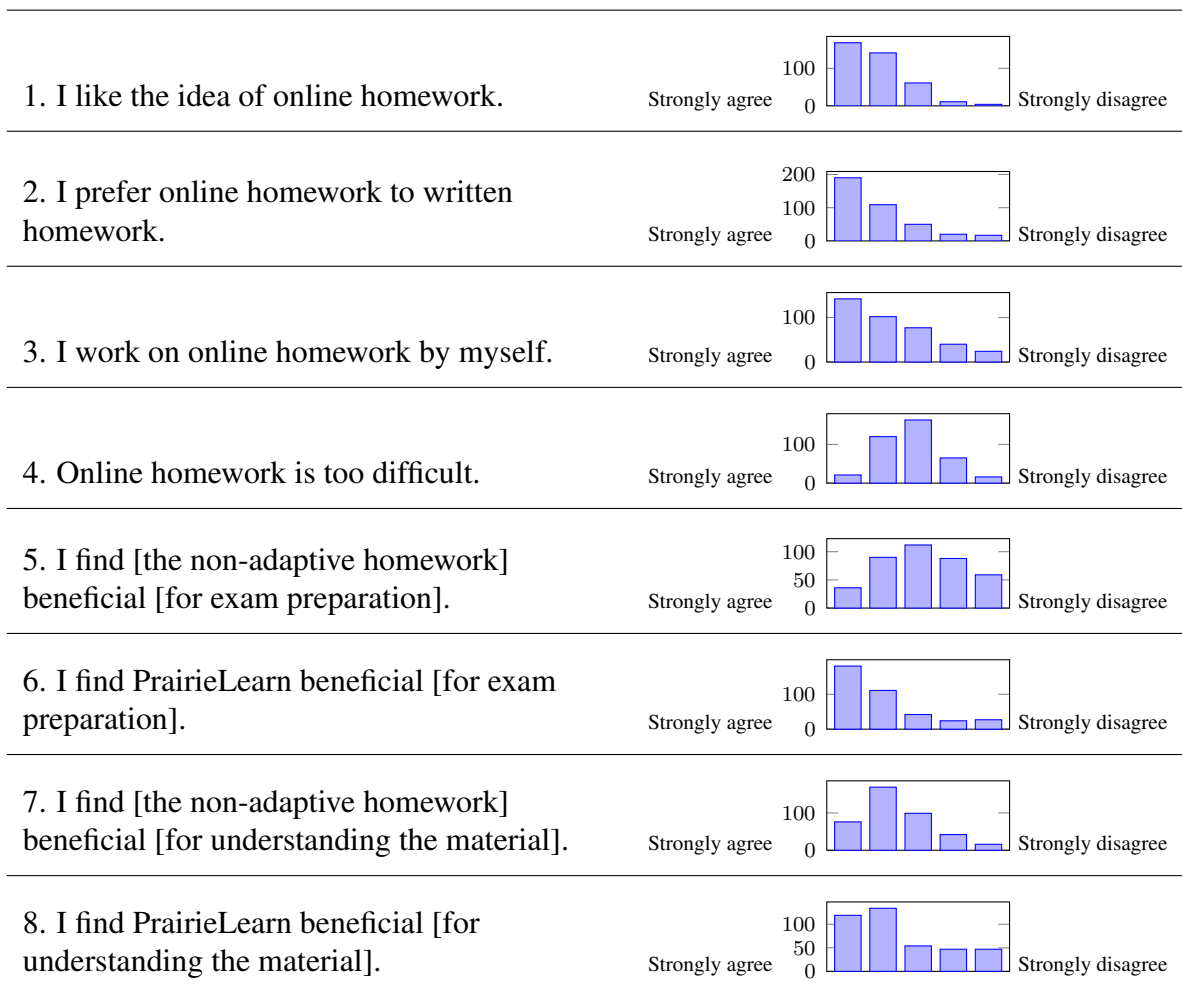 1. I like the idea of online homework.
Strongly agree
100
0
Strongly disagree
2. I prefer online homework to written
homework.
Strongly agree
200
100
0
Strongly disagree
3. I work on online homework by myself.
Strongly agree
100
0
Strongly disagree
4. Online homework is too difficult.
Strongly agree
100
0
Strongly disagree
5. I find [the non-adaptive homework]
beneficial [for exam preparation].
Strongly agree
100
50
0
Strongly disagree
6. I find PrairieLearn beneficial [for exam
preparation].
Strongly agree
100
0
Strongly disagree
7. I find [the non-adaptive homework]
beneficial [for understanding the material].
Strongly agree
100
0
Strongly disagree
8. I find PrairieLearn beneficial [for
understanding the material].
Strongly agree
100
50
0
Strongly disagree